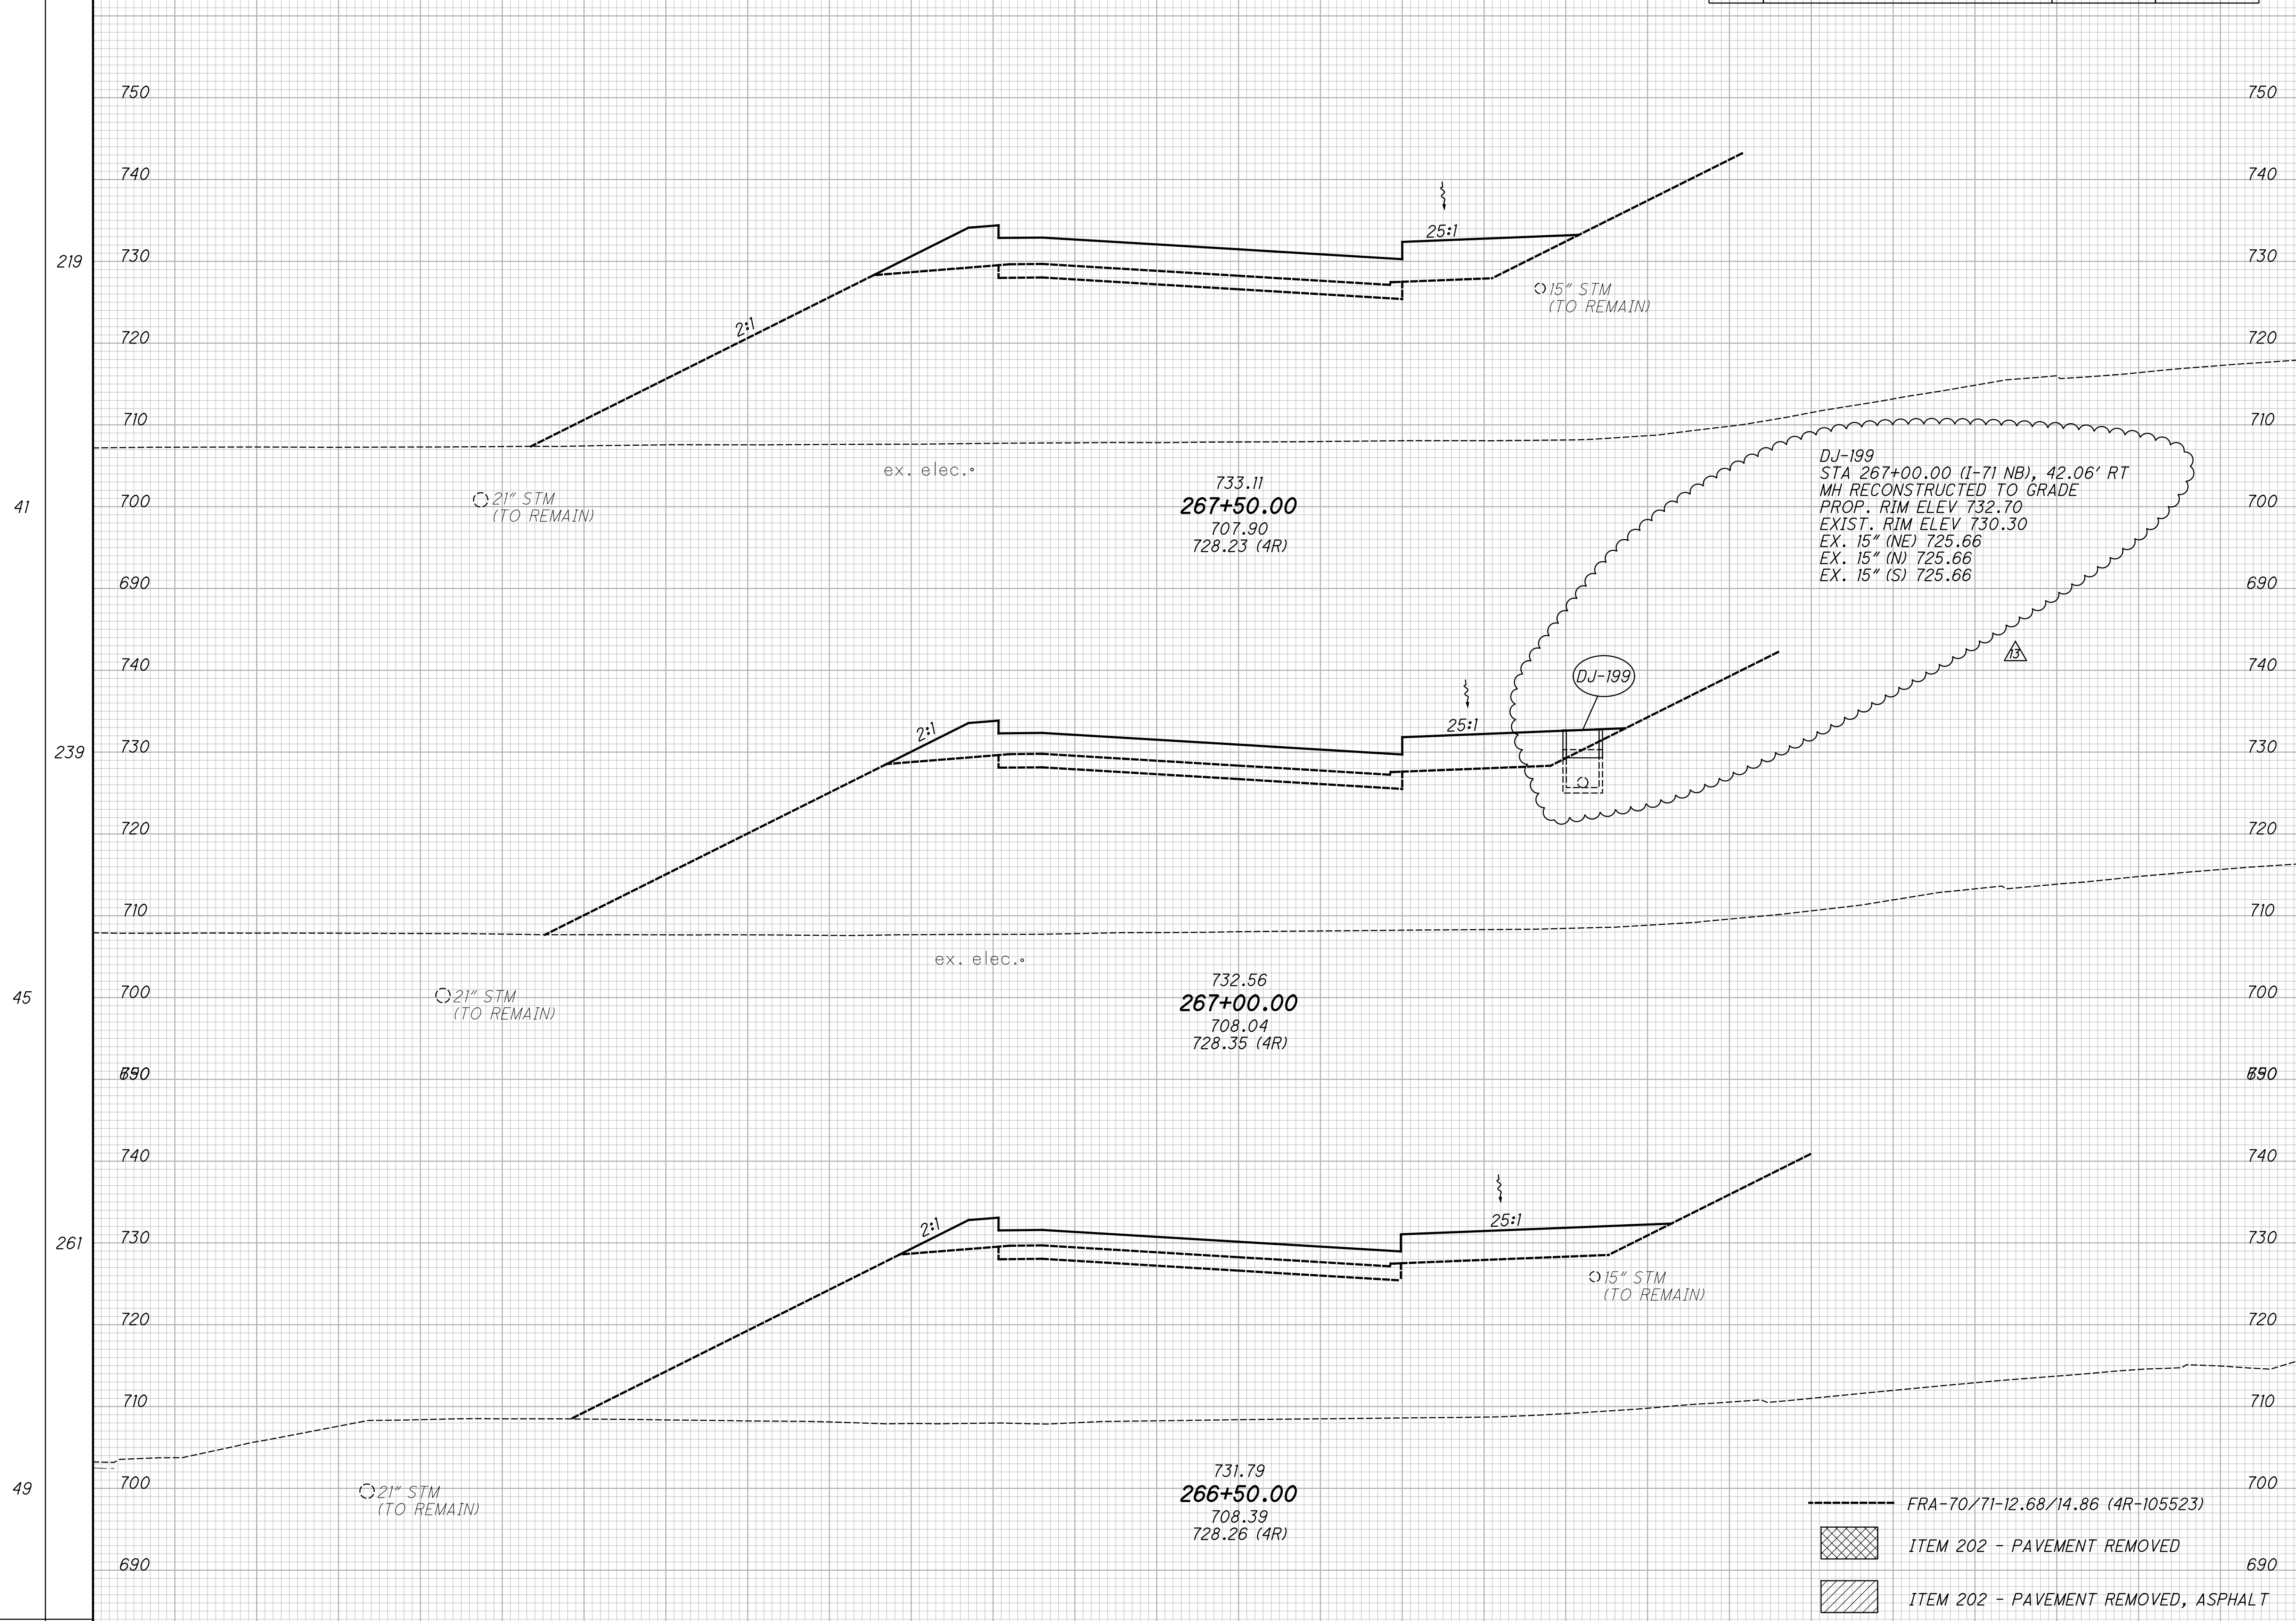 750
750
740
740
25:1
219
730
730
15" STM
(TO REMAIN)
2:1
720
720
710
710
ex. elec.
41
700
700
21" STM
(TO REMAIN)
733.11
267+50.00
707.90
728.23 (4R)
DJ-199
STA 267+00.00 (I-71 NB), 42.06' RT
MH RECONSTRUCTED TO GRADE
PROP. RIM ELEV 732.70
EXIST. RIM ELEV 730.30
EX. 15" (NE) 725.66
EX. 15" (N) 725.66
EX. 15" (S) 725.66
690
690
13
740
740
DJ-199
2:1
25:1
239
730
730
720
720
710
710
ex. elec.
45
700
700
21" STM
(TO REMAIN)
732.56
267+00.00
708.04
728.35 (4R)
690
690
740
740
2:1
25:1
261
730
730
15" STM
(TO REMAIN)
720
720
710
710
49
700
700
21" STM
(TO REMAIN)
731.79
266+50.00
708.39
728.26 (4R)
690
690
FRA-70/71-12.68/14.86 (4R-105523)
ITEM 202 - PAVEMENT REMOVED
ITEM 202 - PAVEMENT REMOVED, ASPHALT